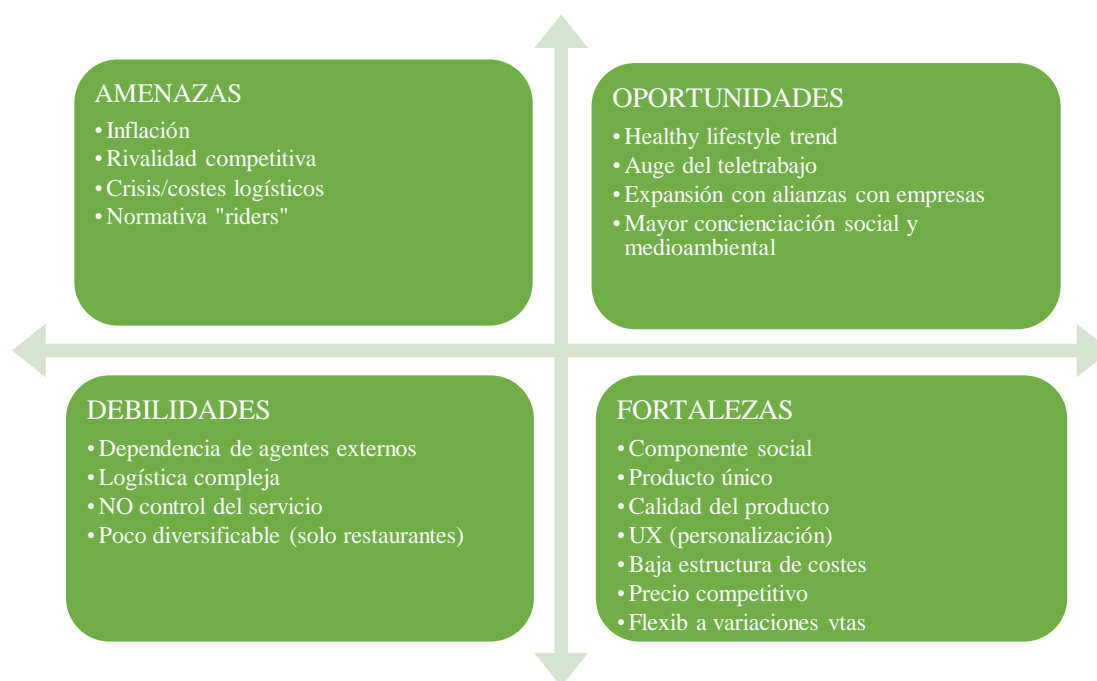 AMENAZAS
• Inflación
• Rivalidad competitiva
• Crisis/costes logísticos
• Normativa "riders"
OPORTUNIDADES
• Healthy lifestyle trend
• Auge del teletrabajo
• Expansión con alianzas con empresas
• Mayor concienciación social y
medioambiental
DEBILIDADES
• Dependencia de agentes externos
• Logística compleja
• NO control del servicio
• Poco diversificable (solo restaurantes)
FORTALEZAS
• Componente social
• Producto único
• Calidad del producto
• UX (personalización)
• Baja estructura de costes
• Precio competitivo
• Flexib a variaciones vtas